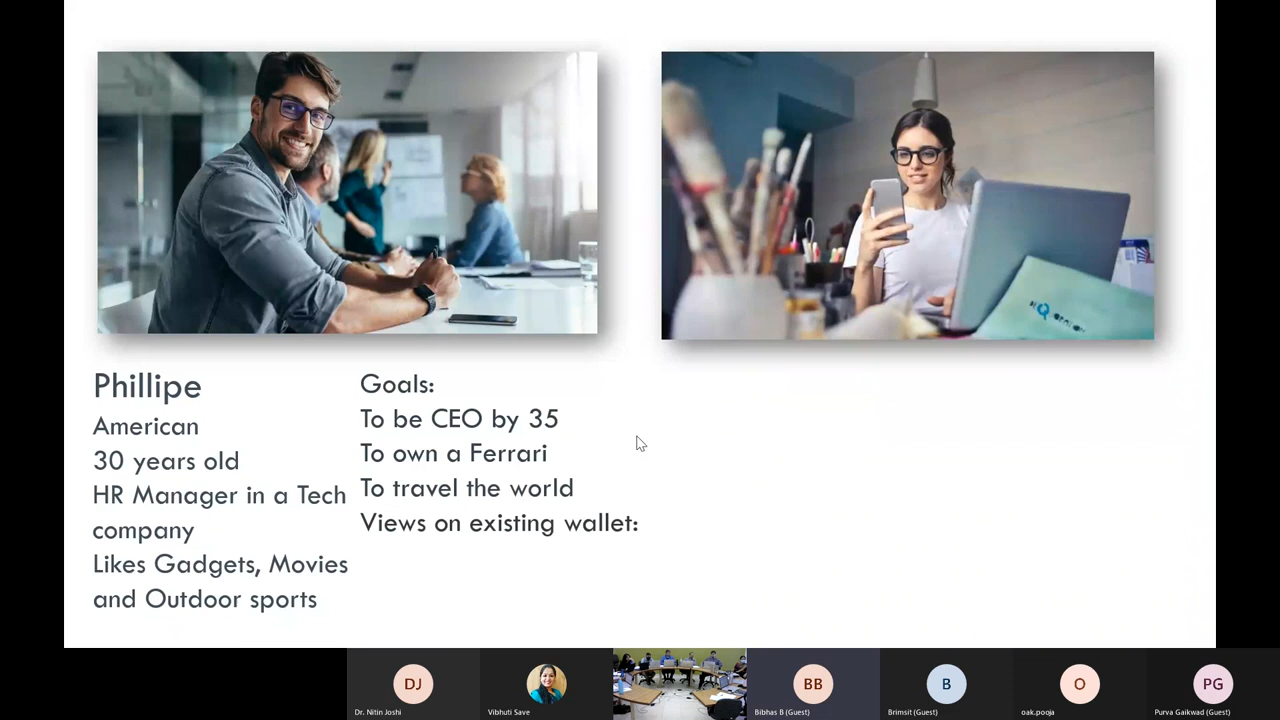 Phillipe
American
30 years old
HR Manager in a Tech
company
Likes Gadgets, Movies
and Outdoor sports
Goals:
To be CEO by 35
To own a Ferrari
To travel the world
Views on existing wallet:
DJ
Dr. Nitin Joshi
Vibhuti Save
BB
Bibhas B (Guest)
B
Brimsit (Guest)
O
oak.pooja
PG
Purva Gaikwad (Guest)